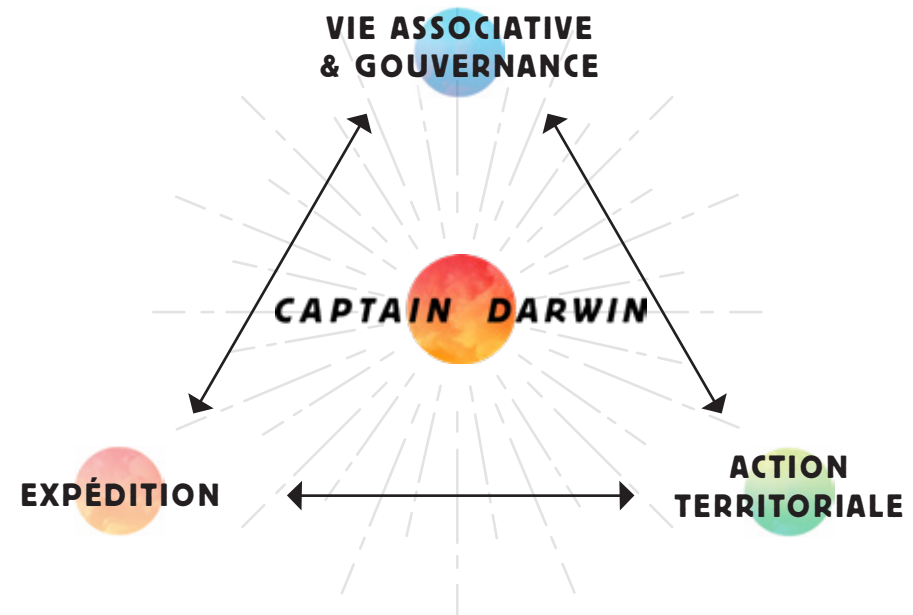 VIE ASSOCIATIVE
& GOUVERNANCE
CAPTAIN DARWIN
EXPÉDITION
ACTION
TERRITORIALE